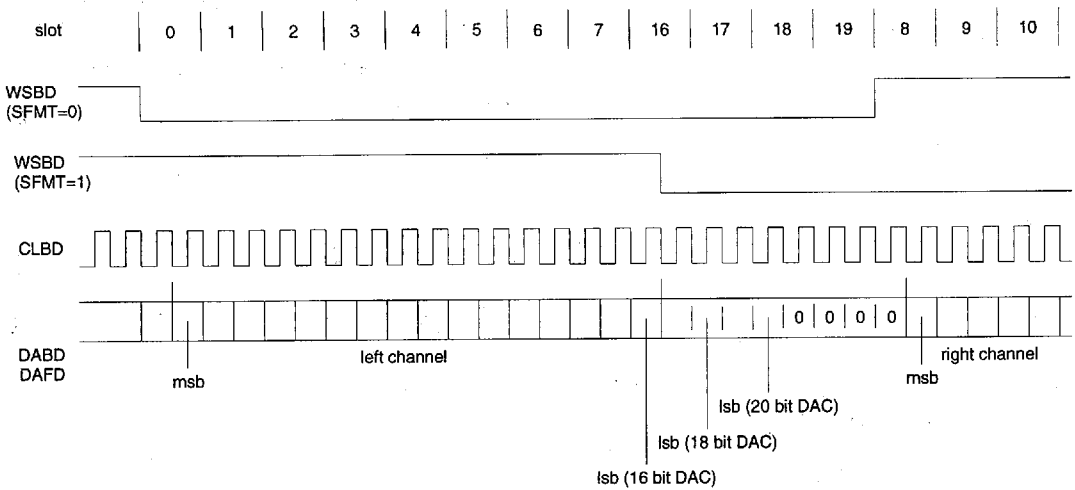 slot 0 1 2 3 4 5 6 7 16 17 18 19 8 9 10
WSBD
(SFMT=0)
WSBD
(SFMT=1)
CLBD
0 0 0 0
DABD
DAFD
left channel
right channel
msb
msb
lsb (20 bit DAC)
lsb (18 bit DAC)
lsb (16 bit DAC)